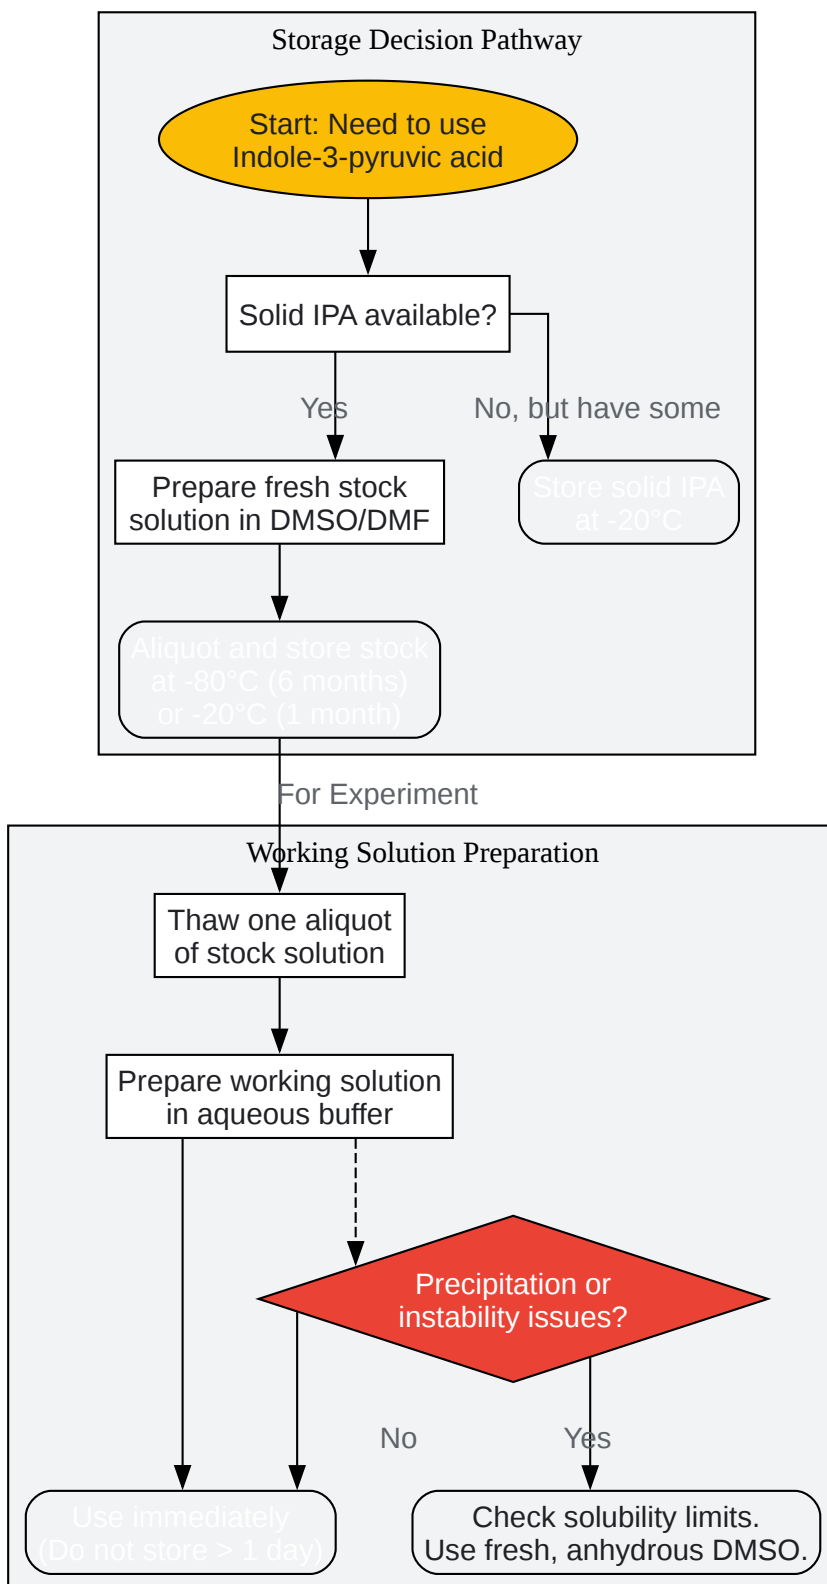 Storage Decision Pathway
Start: Need to use
Indole-3-pyruvic acid
Solid IPA available?
Yes
No, but have some
Prepare fresh stock
solution in DMSO/DMF
Store solid IPA
at -20°C
Aliquot and store stock
at -80°C (6 months)
or -20°C (1 month)
For Experiment
Working Solution Preparation
Thaw one aliquot
of stock solution
Prepare working solution
in aqueous buffer
Precipitation or
instability issues?
No
Yes
Use immediately
(Do not store > 1 day)
Check solubility limits.
Use fresh, anhydrous DMSO.